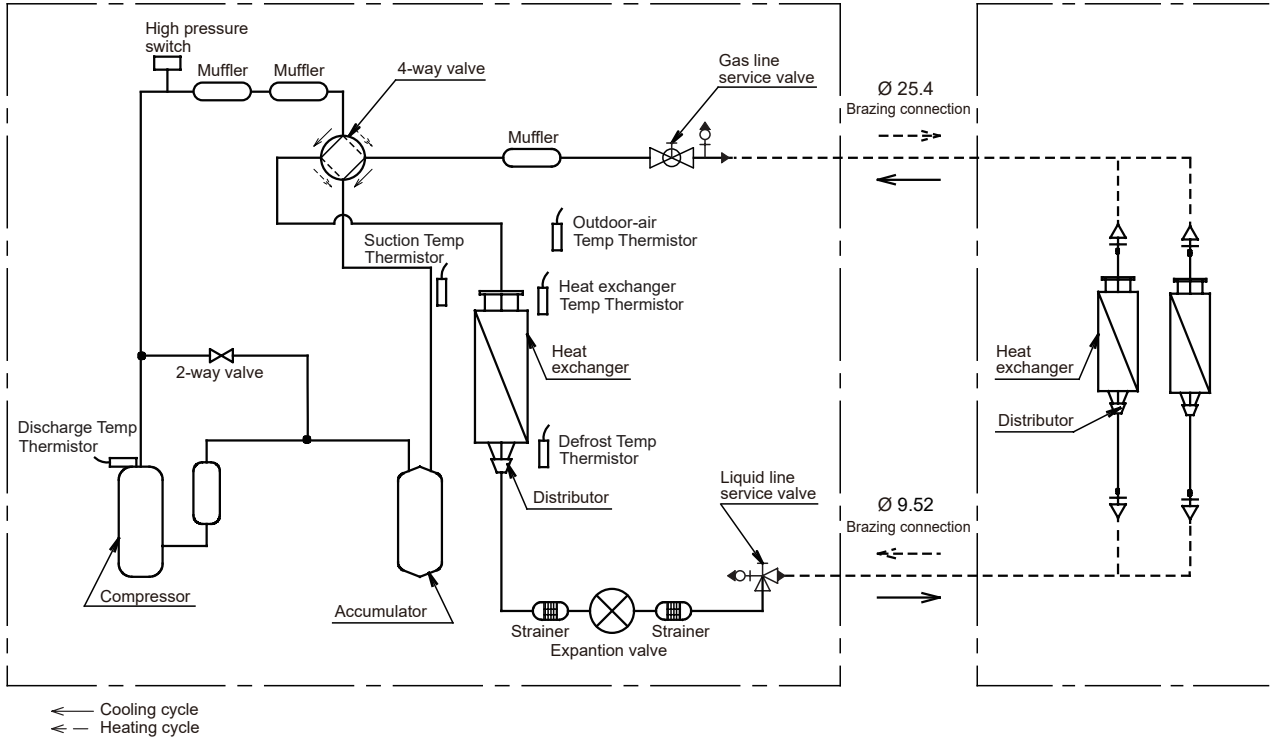 High pressure
switch
Muffler
Muffler
4-way valve
Gas line
service valve
Ø 25.4
Brazing connection
Muffler
Outdoor-air
Temp Thermistor
Suction Temp
Thermistor
Heat exchanger
Temp Thermistor
Heat
exchanger
Heat
exchanger
2-way valve
Discharge Temp
Thermistor
Defrost Temp
Thermistor
Distributor
Distributor
Liquid line
service valve
Ø 9.52
Brazing connection
Compressor
Accumulator
Strainer
Strainer
Expantion valve
Cooling cycle
Heating cycle